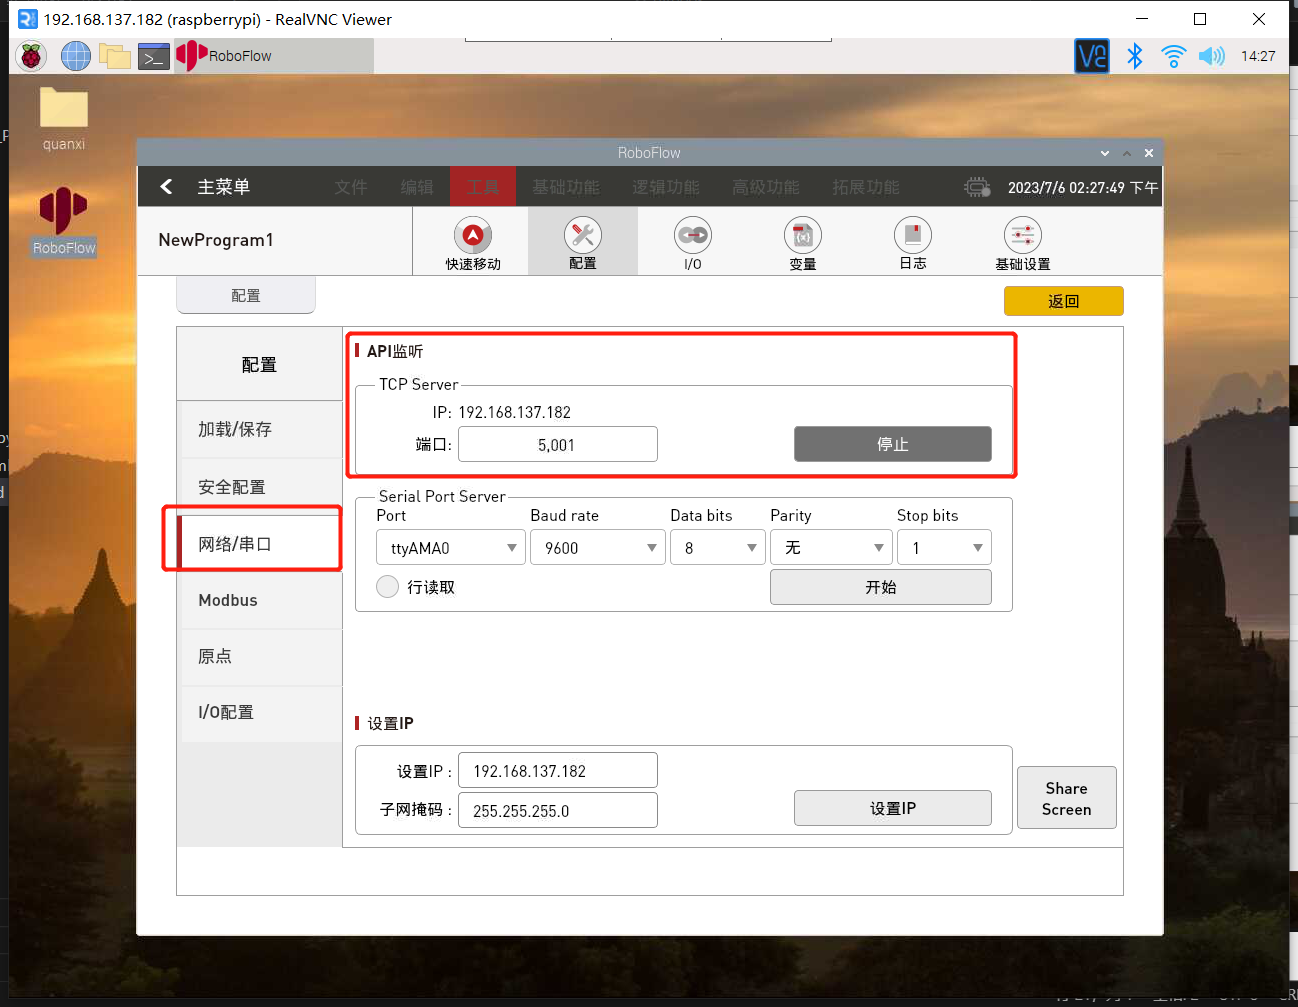 192.168.137.182 (raspberrypi) - RealVNC Viewer
RoboFlow
14:27
quanxi
RoboFlow
RoboFlow
主菜单 文件 编辑 工具 基础功能 逻辑功能 高级功能 拓展功能 2023/7/6 02:27:49 下午
NewProgram1
快速移动 配置 I/O 变量 日志 基础设置
配置 返回
配置
加载/保存
安全配置
网络/串口
Modbus
原点
I/O配置
API监听
TCP Server
IP: 192.168.137.182
端口: 5,001 停止
Serial Port Server
Port Baud rate Data bits Parity Stop bits
ttyAMA0 9600 8 无 1
行读取 开始
设置IP
设置IP : 192.168.137.182
子网掩码 : 255.255.255.0 设置IP
Share
Screen